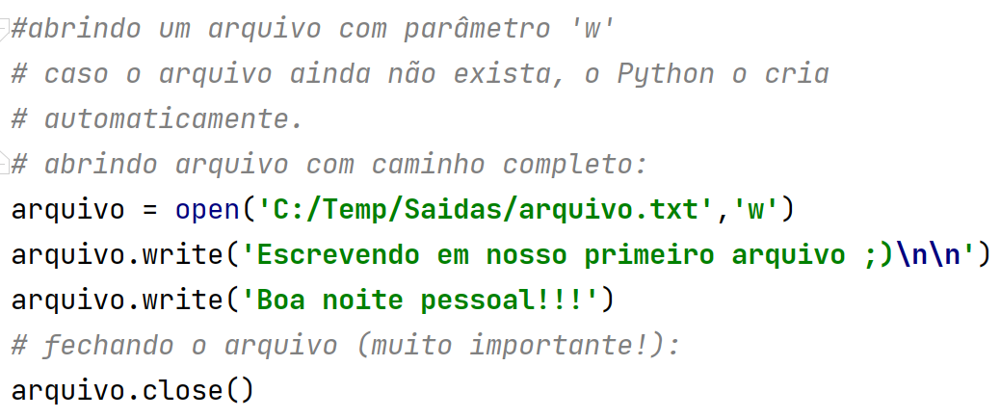 #abrindo um arquivo com parâmetro 'w'
# caso o arquivo ainda não exista, o Python o cria
# automaticamente.
# abrindo arquivo com caminho completo:
arquivo = open('C:/Temp/Saidas/arquivo.txt','w')
arquivo.write('Escrevendo em nosso primeiro arquivo ;)\n\n')
arquivo.write('Boa noite pessoal!!!')
# fechando o arquivo (muito importante!):
arquivo.close()